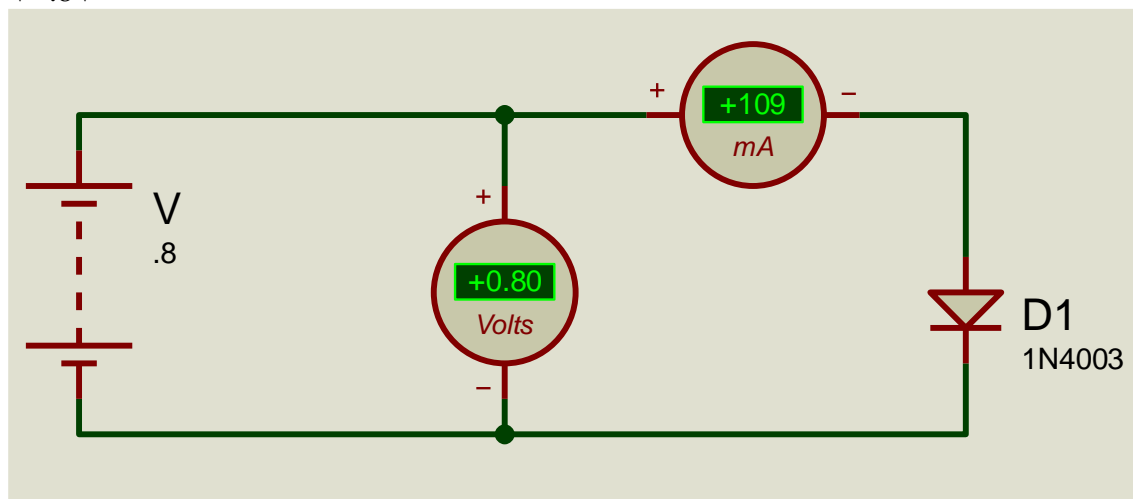 + +109 −
mA
V
.8
+
+0.80
Volts
−
D1
1N4003